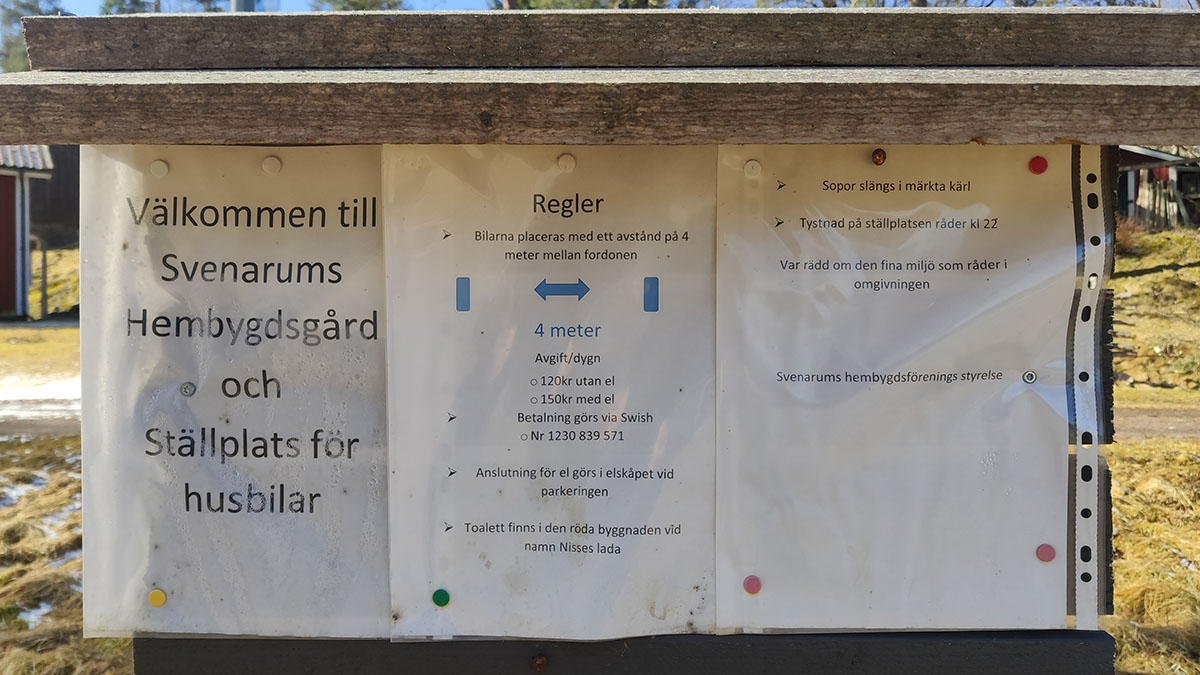 Välkommen till
Svenarums
Hembygdsgård
och
Ställplats för
husbilar
Regler
➢ Bilarna placeras med ett avstånd på 4
meter mellan fordonen
4 meter
Avgift/dygn
○ 120kr utan el
○ 150kr med el
➢ Betalning görs via Swish
○ Nr 1230 839 571
➢ Anslutning för el görs i elskåpet vid
parkeringen
➢ Toalett finns i den röda byggnaden vid
namn Nisses lada
➢ Sopor slängs i märkta kärl
➢ Tystnad på ställplatsen råder kl 22
Var rädd om den fina miljö som råder i
omgivningen
Svenarums hembygdsförenings styrelse